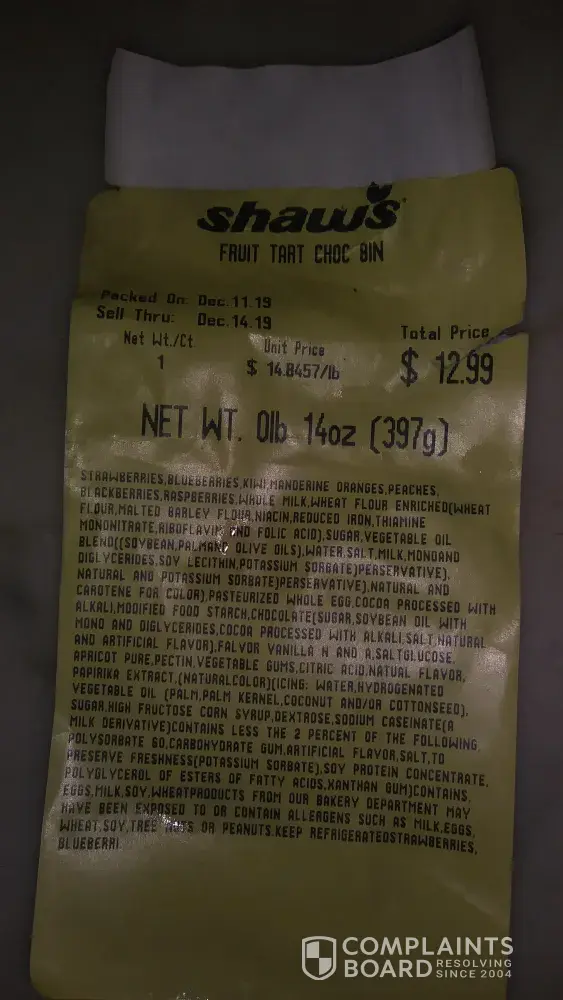 shaw's
FRUIT TART CHOC BIN
Packed On: Dec.11.19
Sell Thru: Dec.14.19
Net Wt./Ct
Unit Price
Total Price
1
$ 14.8457/lb
$ 12.99
NET WT. 0lb 14oz (397g)
STRAWBERRIES,BLUEBERRIES,KIWI,MANDERINE ORANGES,PEACHES,
BLACKBERRIES,RASPBERRIES,WHOLE MILK,WHEAT FLOUR ENRICHED(WHEAT
FLOUR,MALTED BARLEY FLOUR,NIACIN,REDUCED IRON,THIAMINE
MONONITRATE,RIBOFLAVIN AND FOLIC ACID),SUGAR,VEGETABLE OIL
BLEND((SOYBEAN,PALMAND OLIVE OILS),WATER,SALT,MILK,MONOAND
DIGLYCERIDES,SOY LECITHIN,POTASSIUM SORBATE)PERSERVATIVE),
NATURAL AND POTASSIUM SORBATE)PERSERVATIVE),NATURAL AND
CAROTENE FOR COLOR),PASTEURIZED WHOLE EGG,COCOA PROCESSED WITH
ALKALI,MODIFIED FOOD STARCH,CHOCOLATE(SUGAR,SOYBEAN OIL WITH
MONO AND DIGLYCERIDES,COCOA PROCESSED WITH ALKALI,SALT,NATURAL
AND ARTIFICIAL FLAVOR),FALVOR VANILLA N AND A,SALTGLUCOSE,
APRICOT PURE,PECTIN,VEGETABLE GUMS,CITRIC ACID,NATUAL FLAVOR,
PAPIRIKA EXTRACT,(NATURALCOLOR)(ICING: WATER,HYDROGENATED
VEGETABLE OIL (PALM,PALM KERNEL,COCONUT AND/OR COTTONSEED),
SUGAR,HIGH FRUCTOSE CORN SYRUP,DEXTROSE,SODIUM CASEINATE(A
MILK DERIVATIVE)CONTAINS LESS THE 2 PERCENT OF THE FOLLOWING,
POLYSORBATE 60,CARBOHYDRATE GUM,ARTIFICIAL FLAVOR,SALT,TO
PRESERVE FRESHNESS(POTASSIUM SORBATE),SOY PROTEIN CONCENTRATE,
POLYGLYCEROL OF ESTERS OF FATTY ACIDS,XANTHAN GUM)CONTAINS,
EGGS,MILK,SOY,WHEATPRODUCTS FROM OUR BAKERY DEPARTMENT MAY
HAVE BEEN EXPOSED TO OR CONTAIN ALLERGENS SUCH AS MILK,EGGS,
WHEAT,SOY,TREE NUTS OR PEANUTS.KEEP REFRIGERATEDSTRAWBERRIES,
BLUEBERRI
COMPLAINTS
BOARD RESOLVING
SINCE 2004